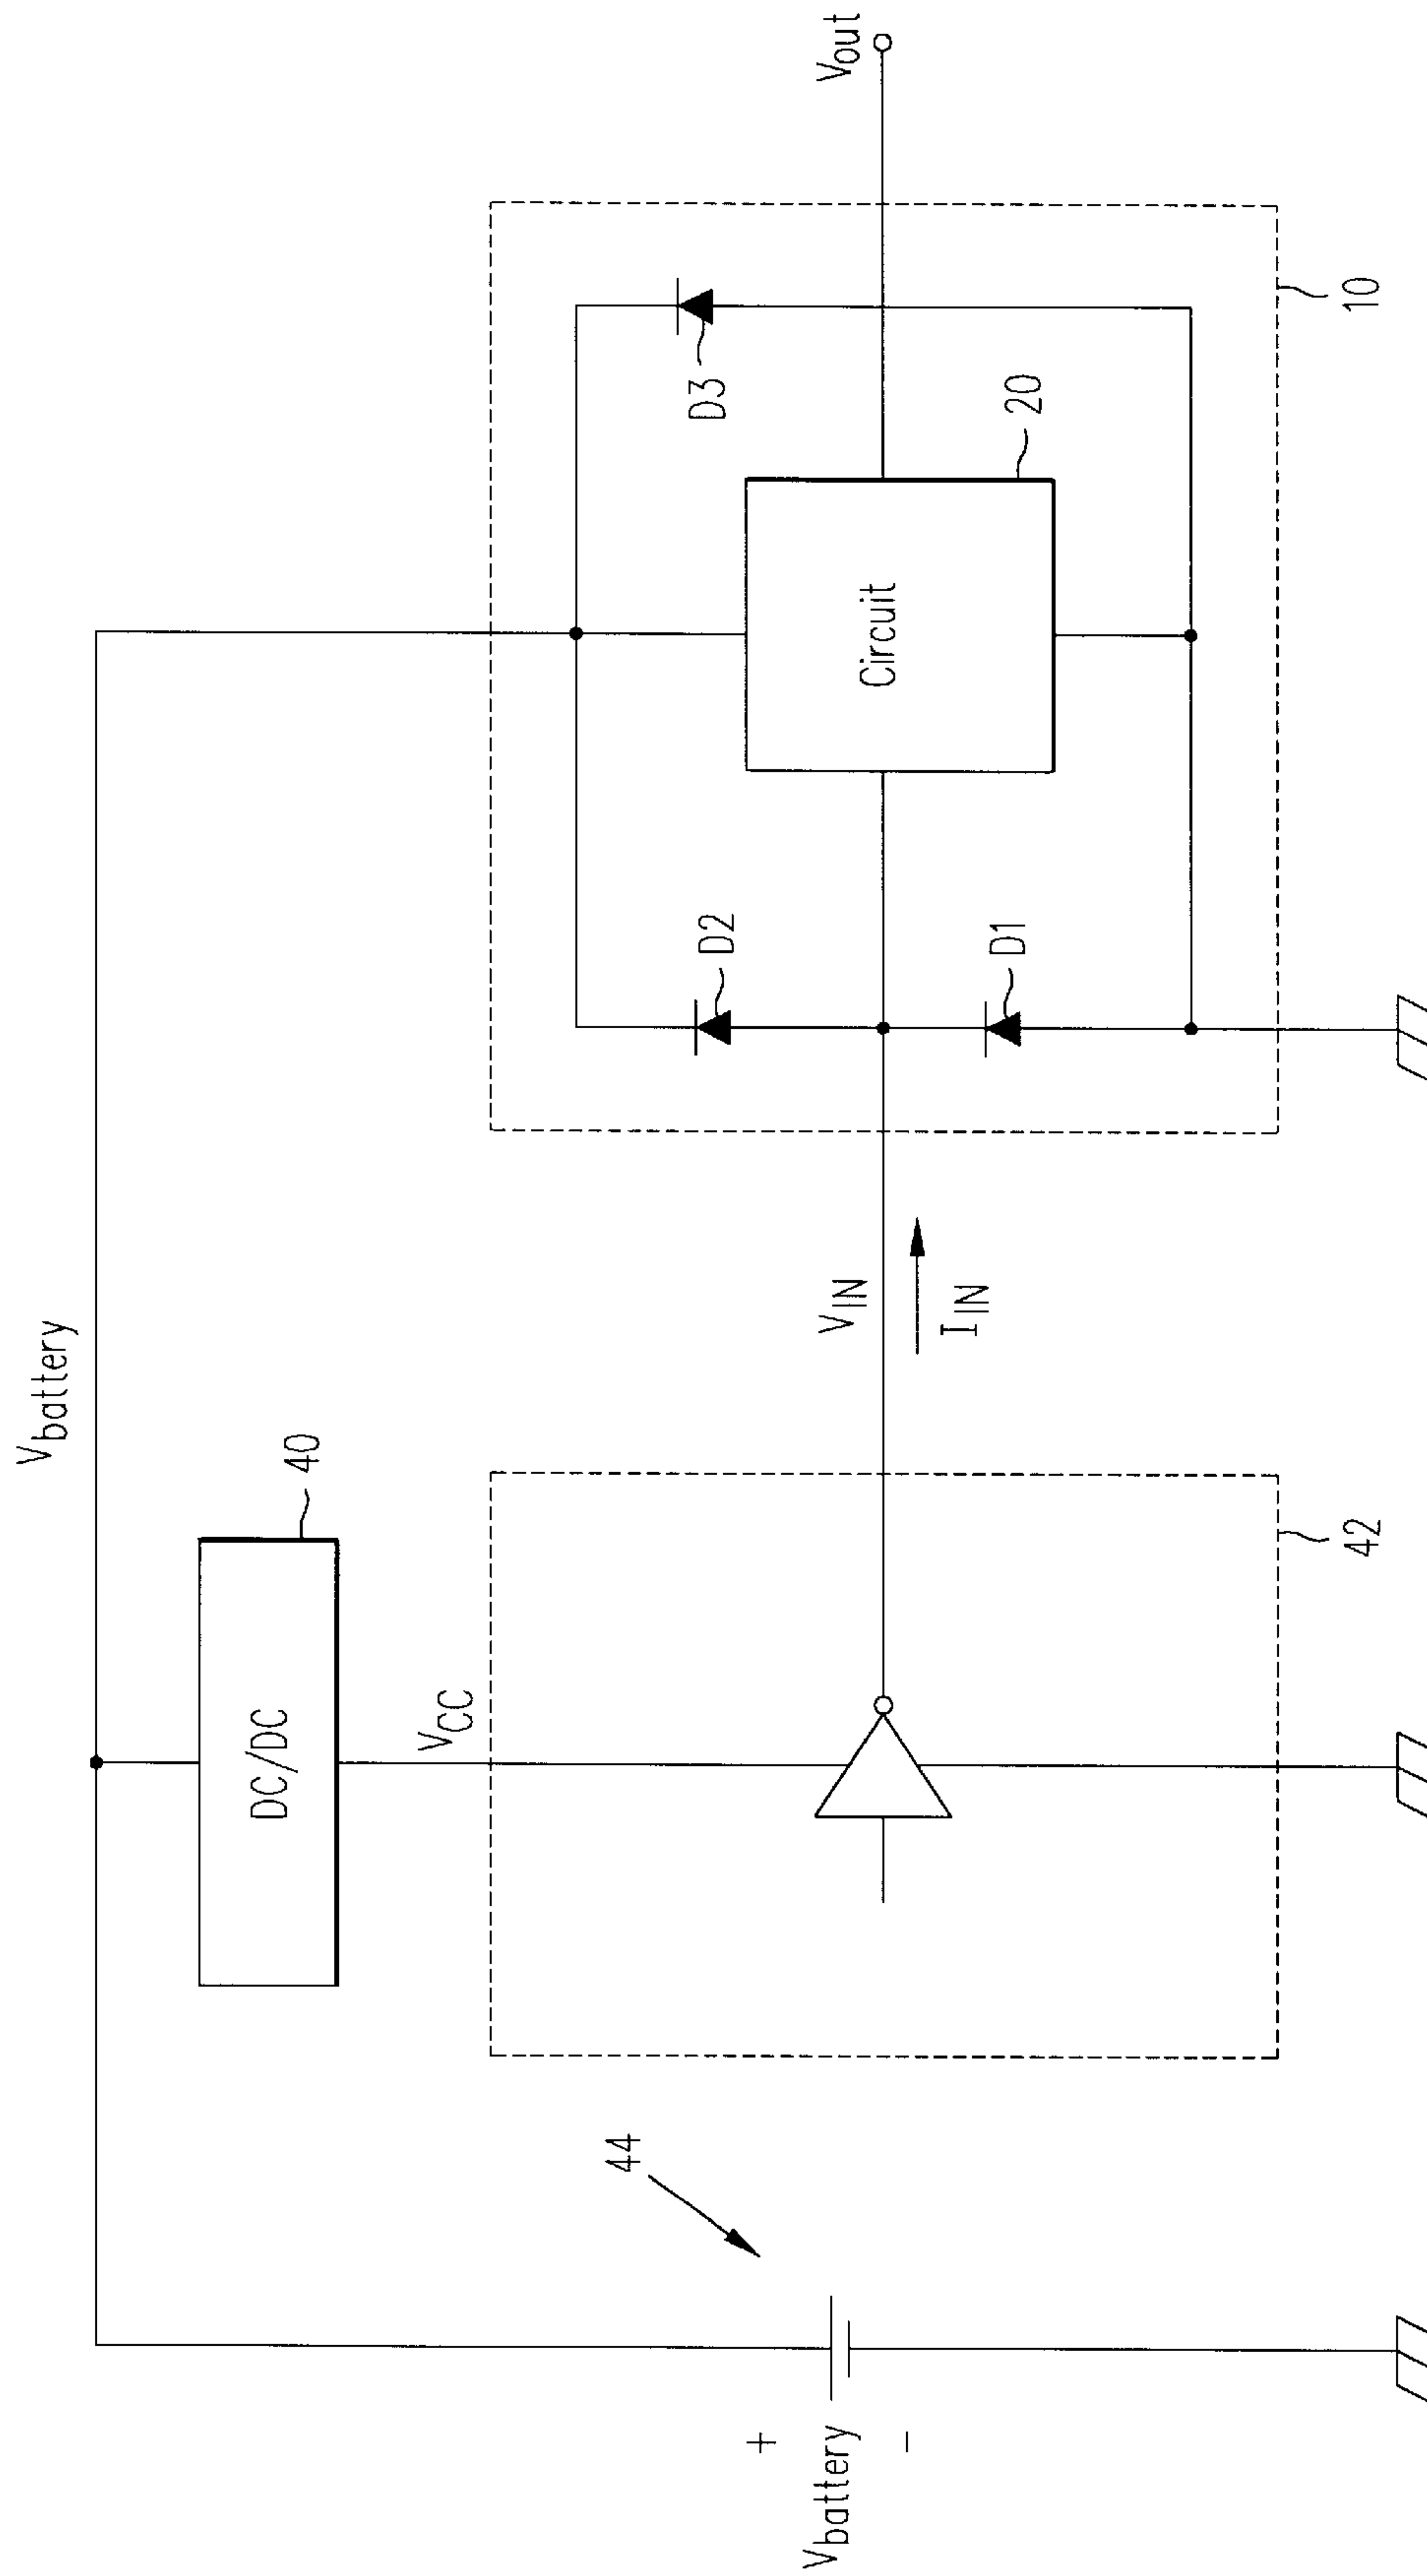 Vbattery
40
DC/DC
VCC
44
+
Vbattery
−
42
VIN
IIN
D2
D1
Circuit
20
D3
10
Vout